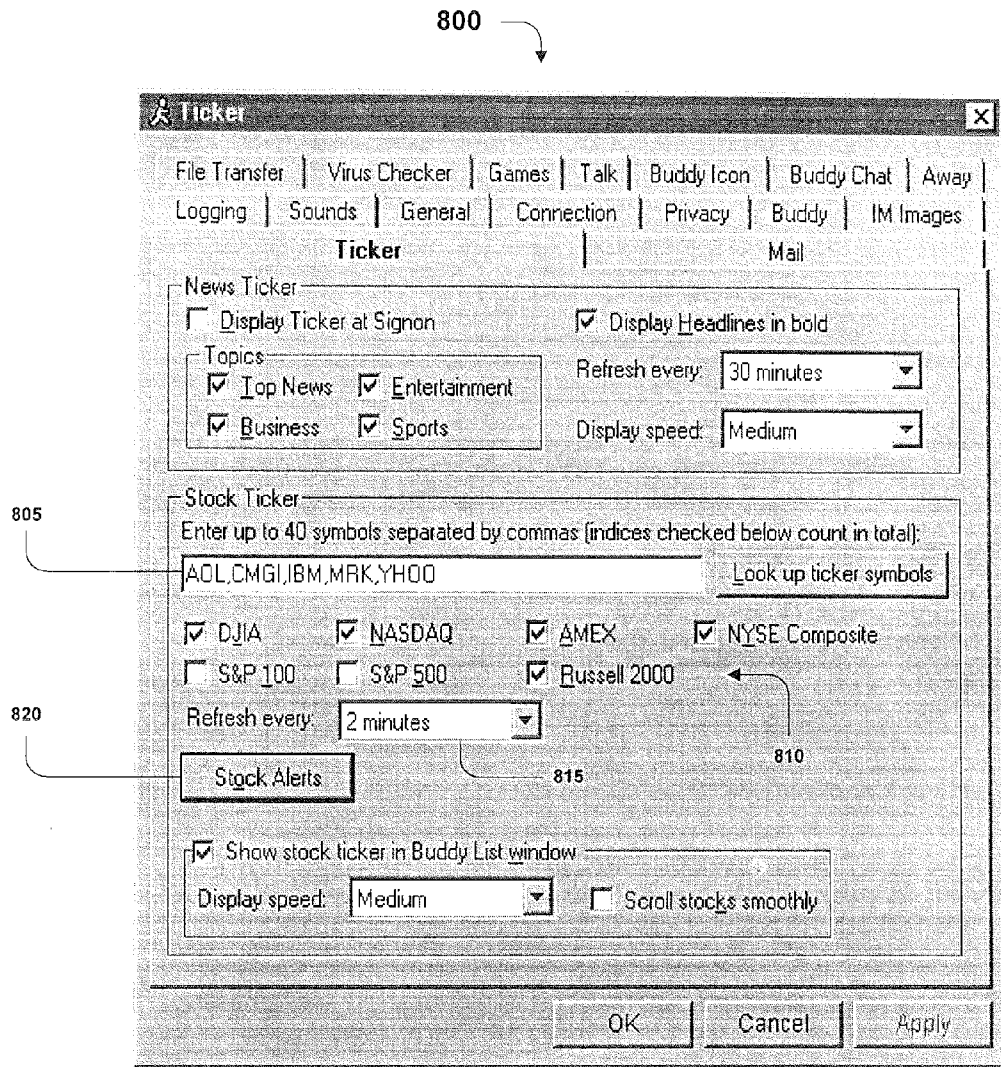 800
Ticker
File Transfer Virus Checker Games Talk Buddy Icon Buddy Chat Away
Logging Sounds General Connection Privacy Buddy IM Images
Ticker Mail
News Ticker
Display Ticker at Signon Display Headlines in bold
Topics
Refresh every: 30 minutes
Top News Entertainment
Business Sports
Display speed: Medium
Stock Ticker
805
Enter up to 40 symbols separated by commas (indices checked below count in total):
AOL,CMGI,IBM,MRK,YHOO Look up ticker symbols
DJIA NASDAQ AMEX NYSE Composite
S&P 100 S&P 500 Russell 2000
820
Refresh every: 2 minutes
810
815
Stock Alerts
Show stock ticker in Buddy List window
Display speed: Medium Scroll stocks smoothly
OK Cancel Apply